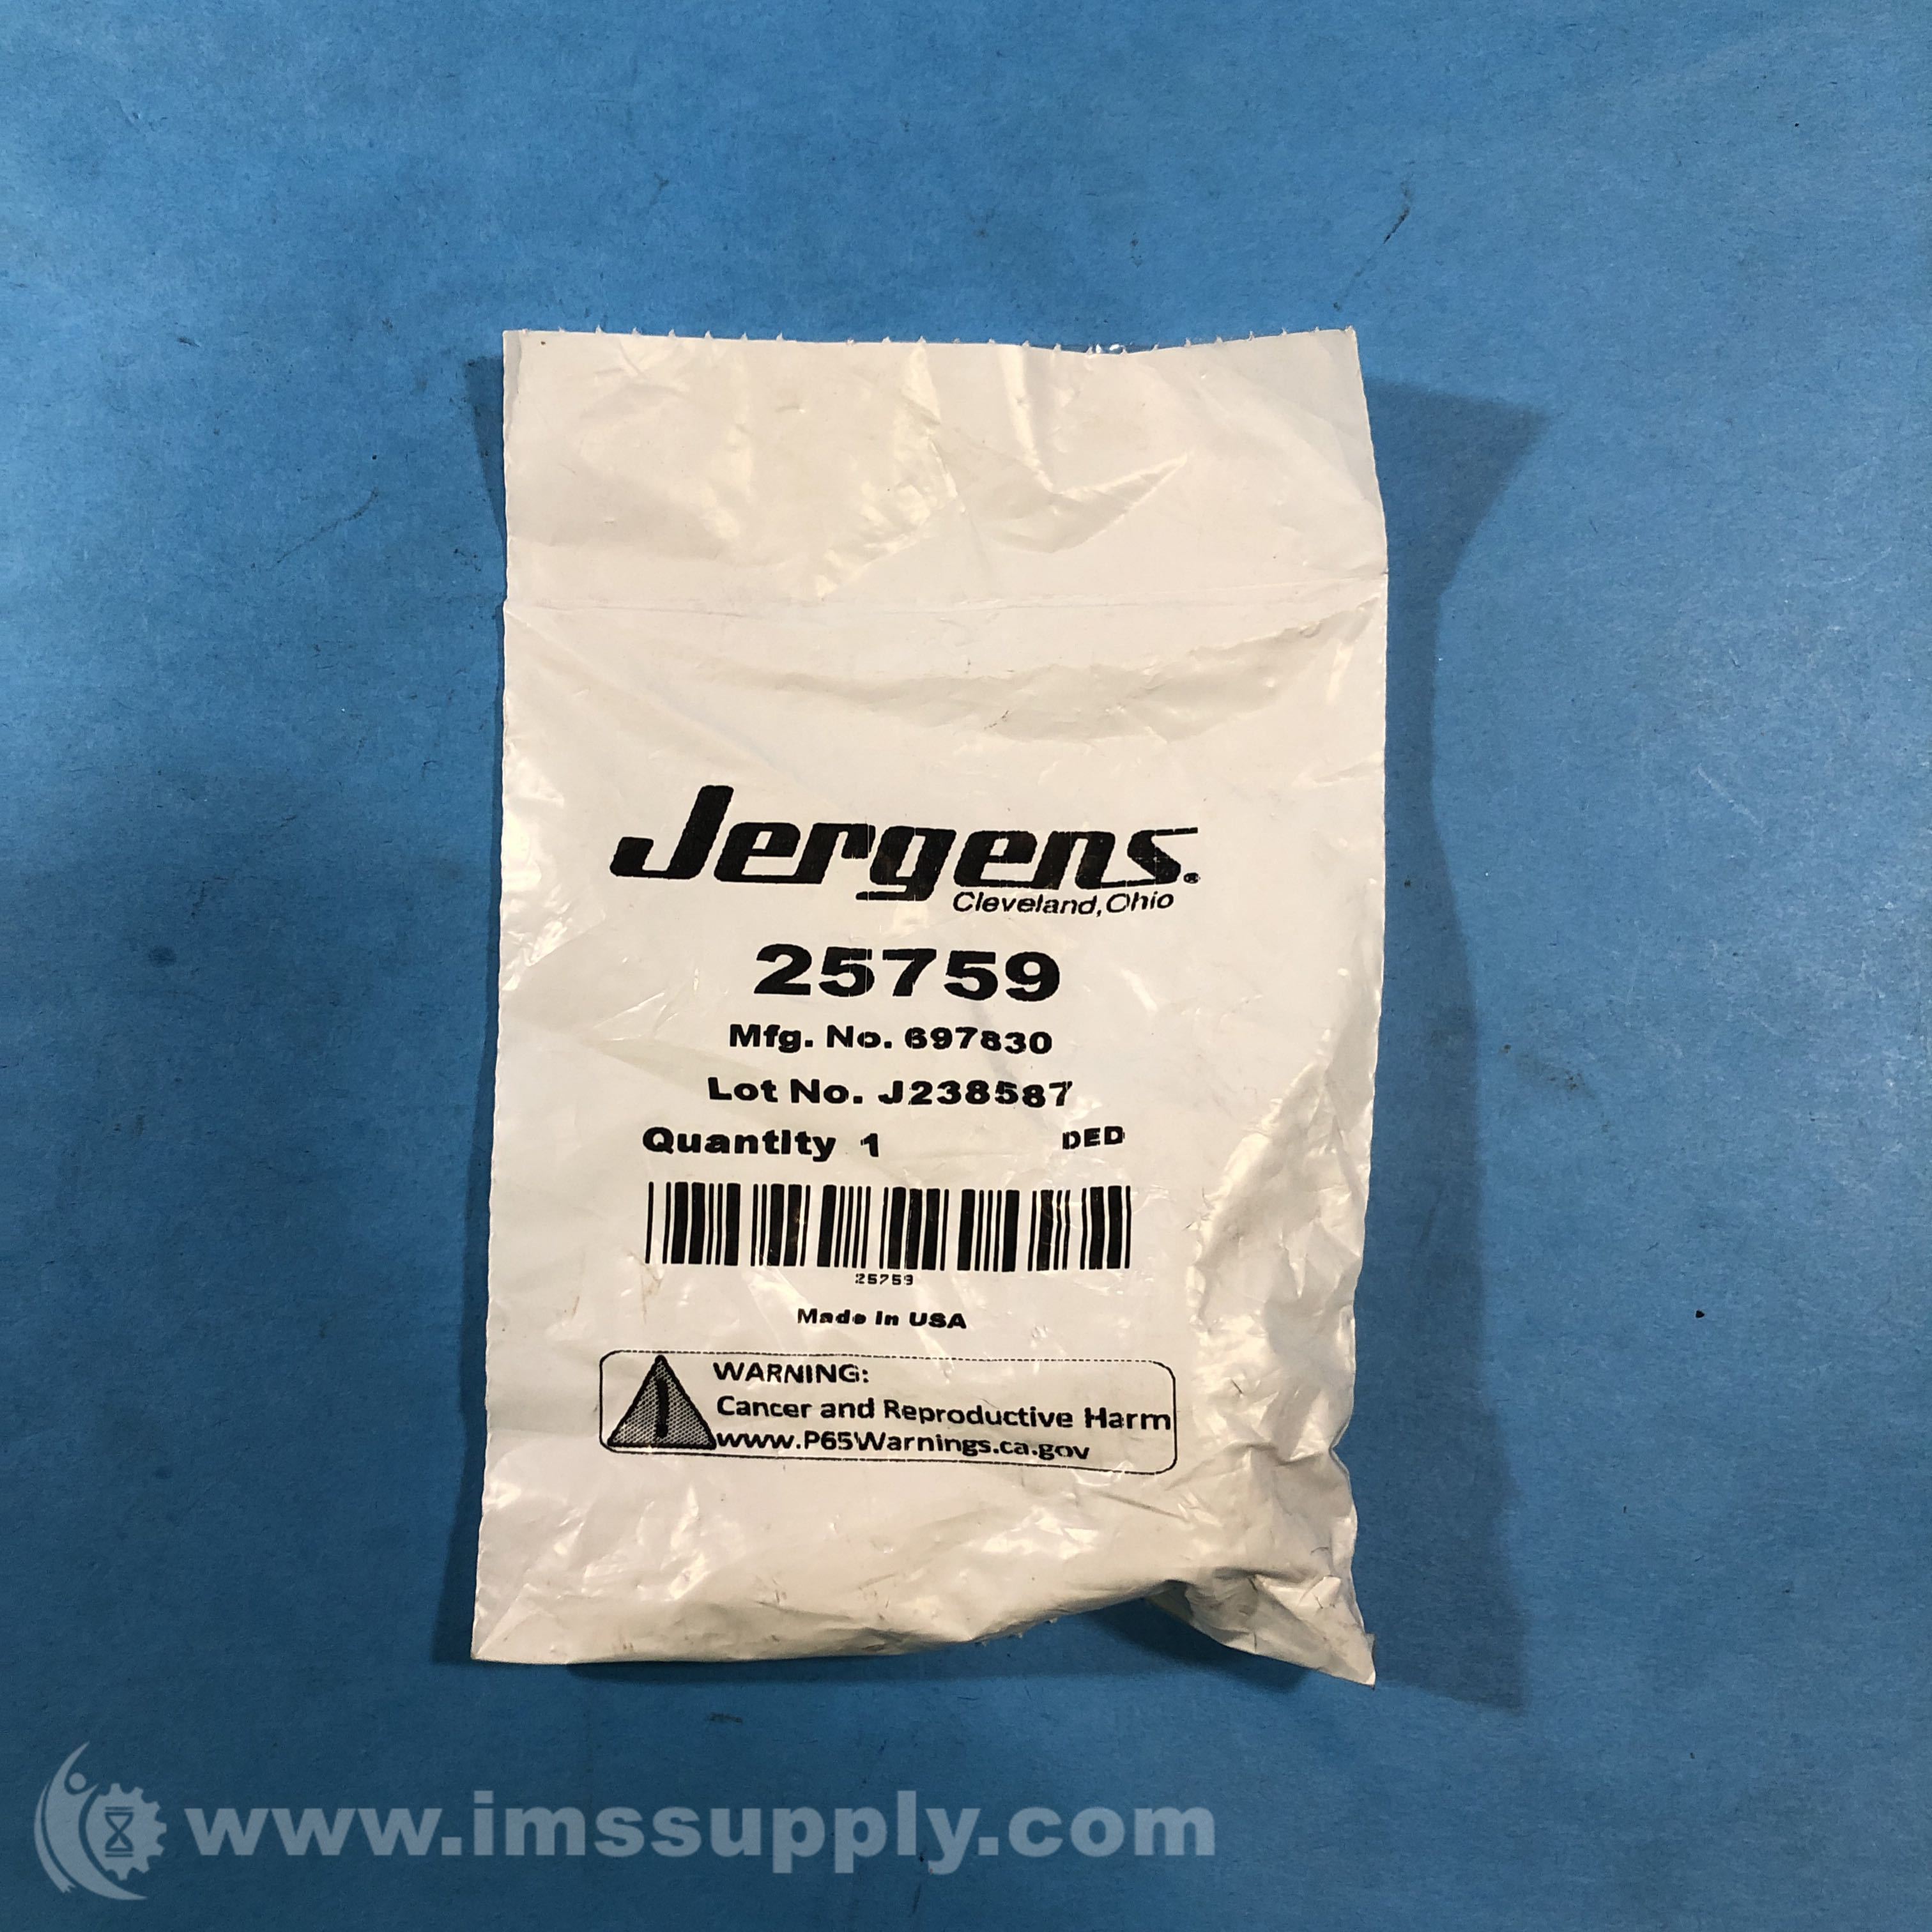 Jergens®
Cleveland, Ohio
25759
Mfg. No. 697830
Lot No. J238587
Quantity 1 DED
25759
Made In USA
WARNING:
Cancer and Reproductive Harm
www.P65Warnings.ca.gov
www.imssupply.com